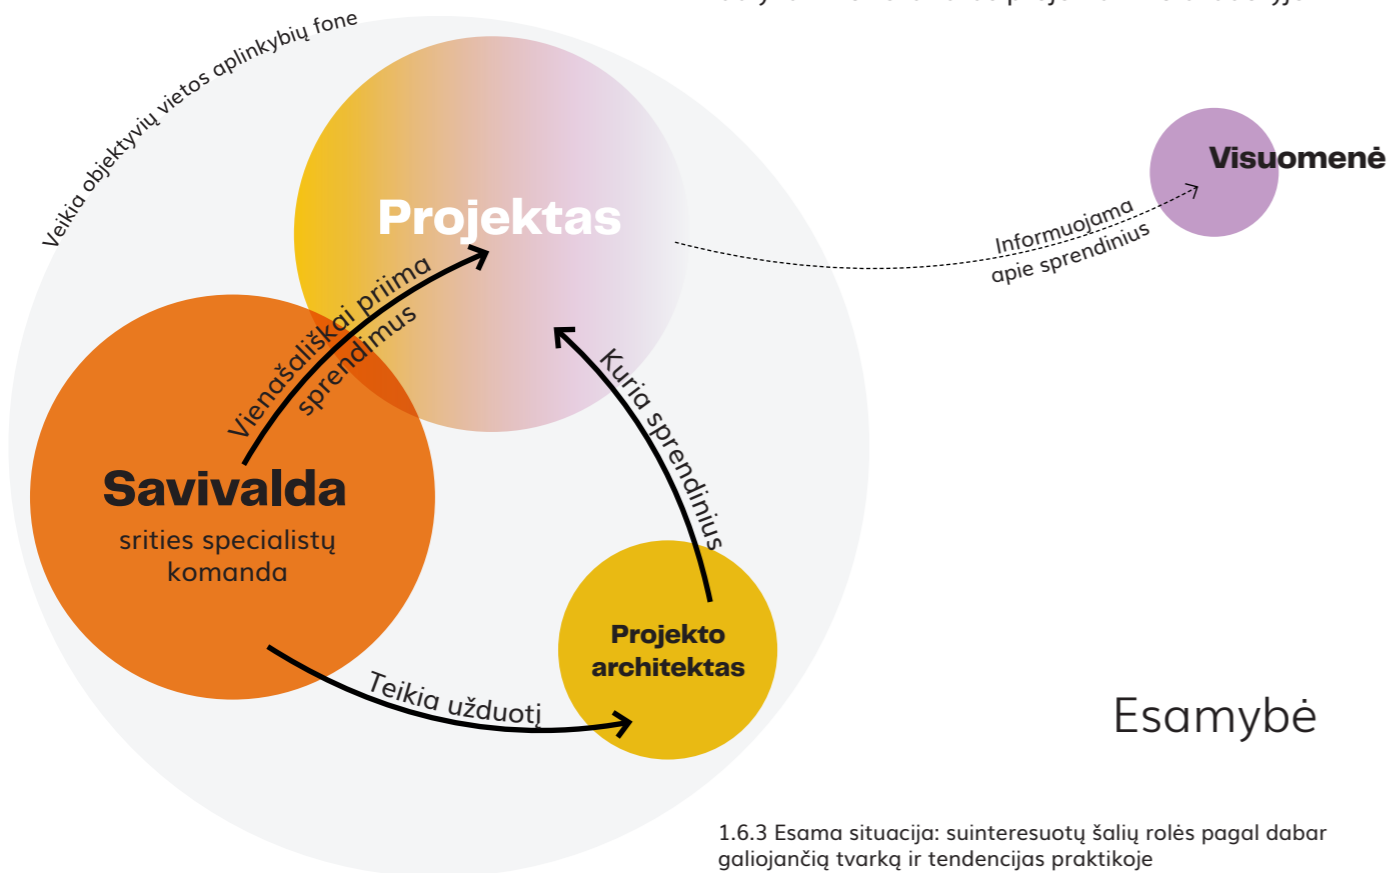 Veikia objektyvių vietos aplinkybių fone
Visuomenė
Projektas
Informuojama
apie sprendinius
Vienašališkai priima
sprendimus
Kuria sprendinius
Savivalda
srities specialistų
komanda
Projekto
architektas
Teikia užduotį
Esamybė
1.6.3 Esama situacija: suinteresuotų šalių rolės pagal dabar
galiojančią tvarką ir tendencijas praktikoje